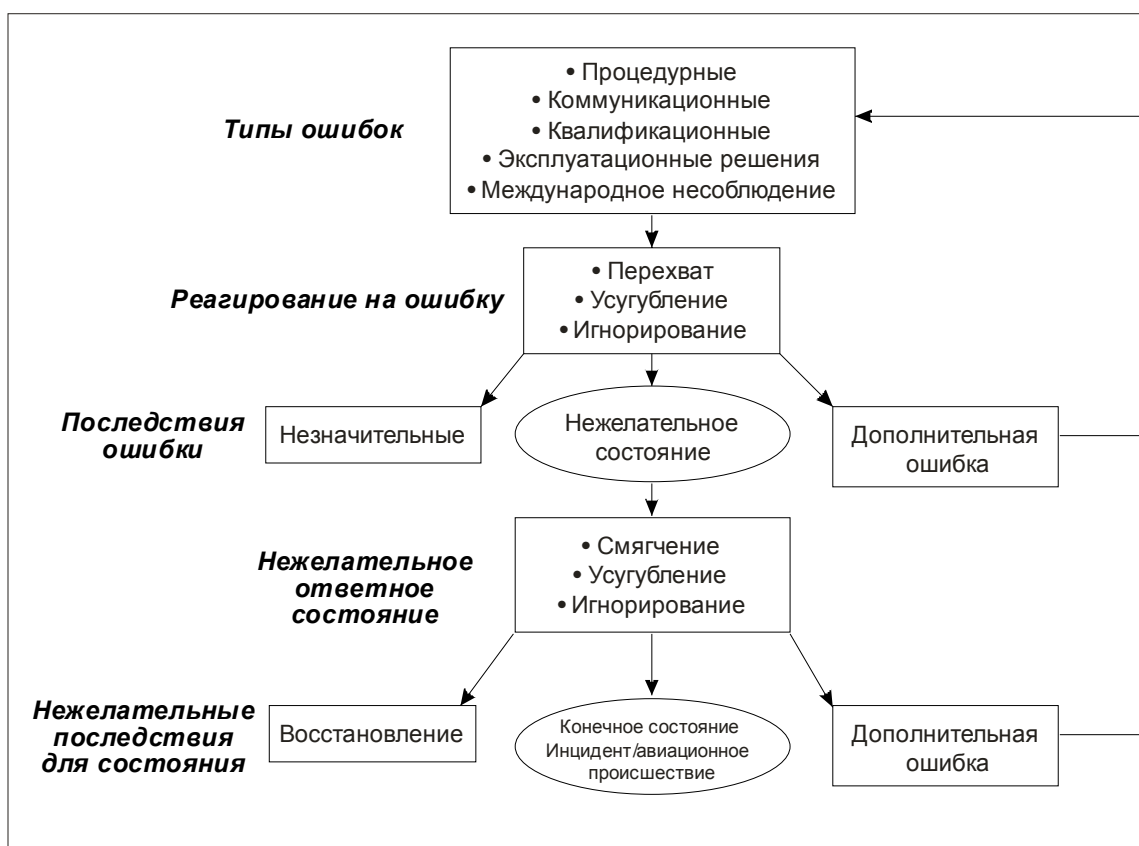 • Процедурные
• Коммуникационные
• Квалификационные
• Эксплуатационные решения
• Международное несоблюдение
Типы ошибок
• Перехват
• Усугубление
• Игнорирование
Реагирование на ошибку
Последствия
ошибки
Незначительные
Нежелательное
состояние
Дополнительная
ошибка
Нежелательное
ответное
состояние
• Смягчение
• Усугубление
• Игнорирование
Нежелательные
последствия
для состояния
Восстановление
Конечное состояние
Инцидент/авиационное
происшествие
Дополнительная
ошибка